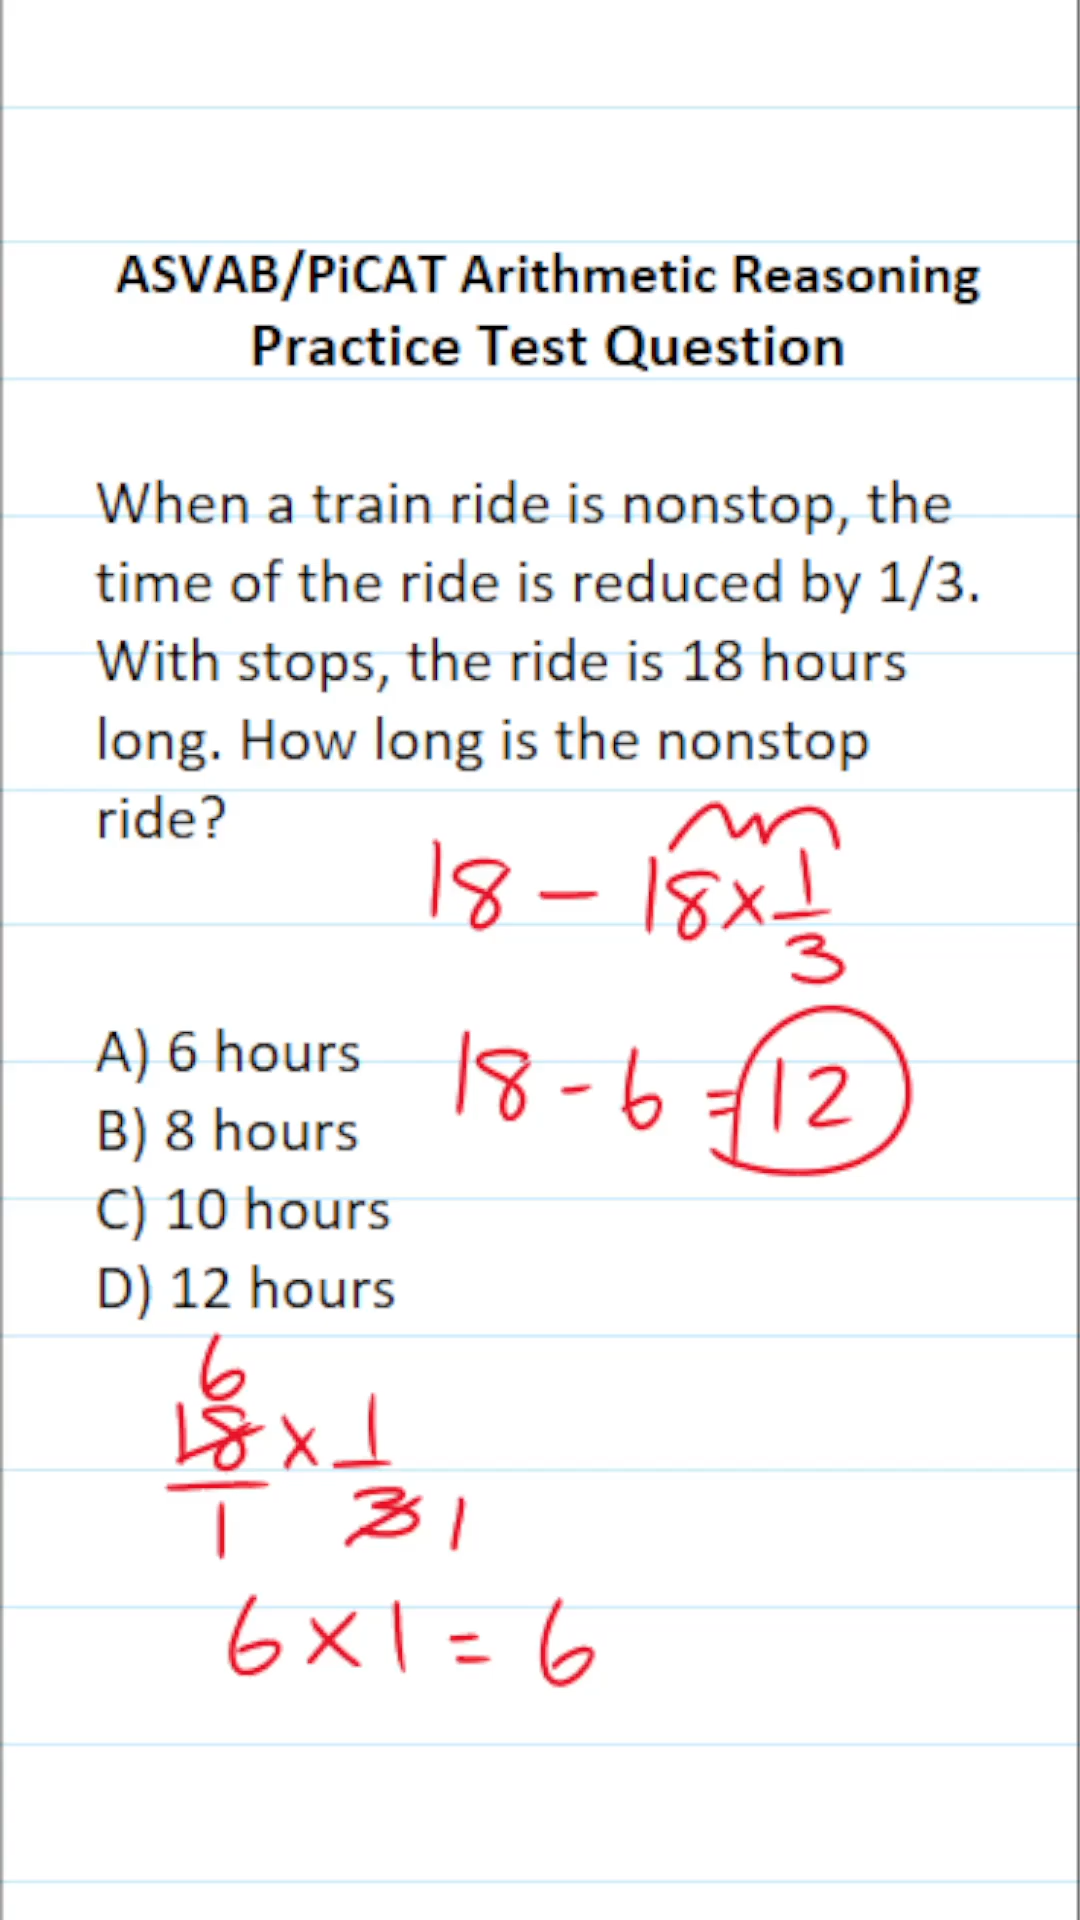 ASVAB/PiCAT Arithmetic Reasoning
Practice Test Question
When a train ride is nonstop, the
time of the ride is reduced by 1/3.
With stops, the ride is 18 hours
long. How long is the nonstop
ride?
18 - 18 × 1/3
A) 6 hours
18 - 6 = 12
B) 8 hours
C) 10 hours
D) 12 hours
6
18/1 × 1/3 1
6 × 1 = 6